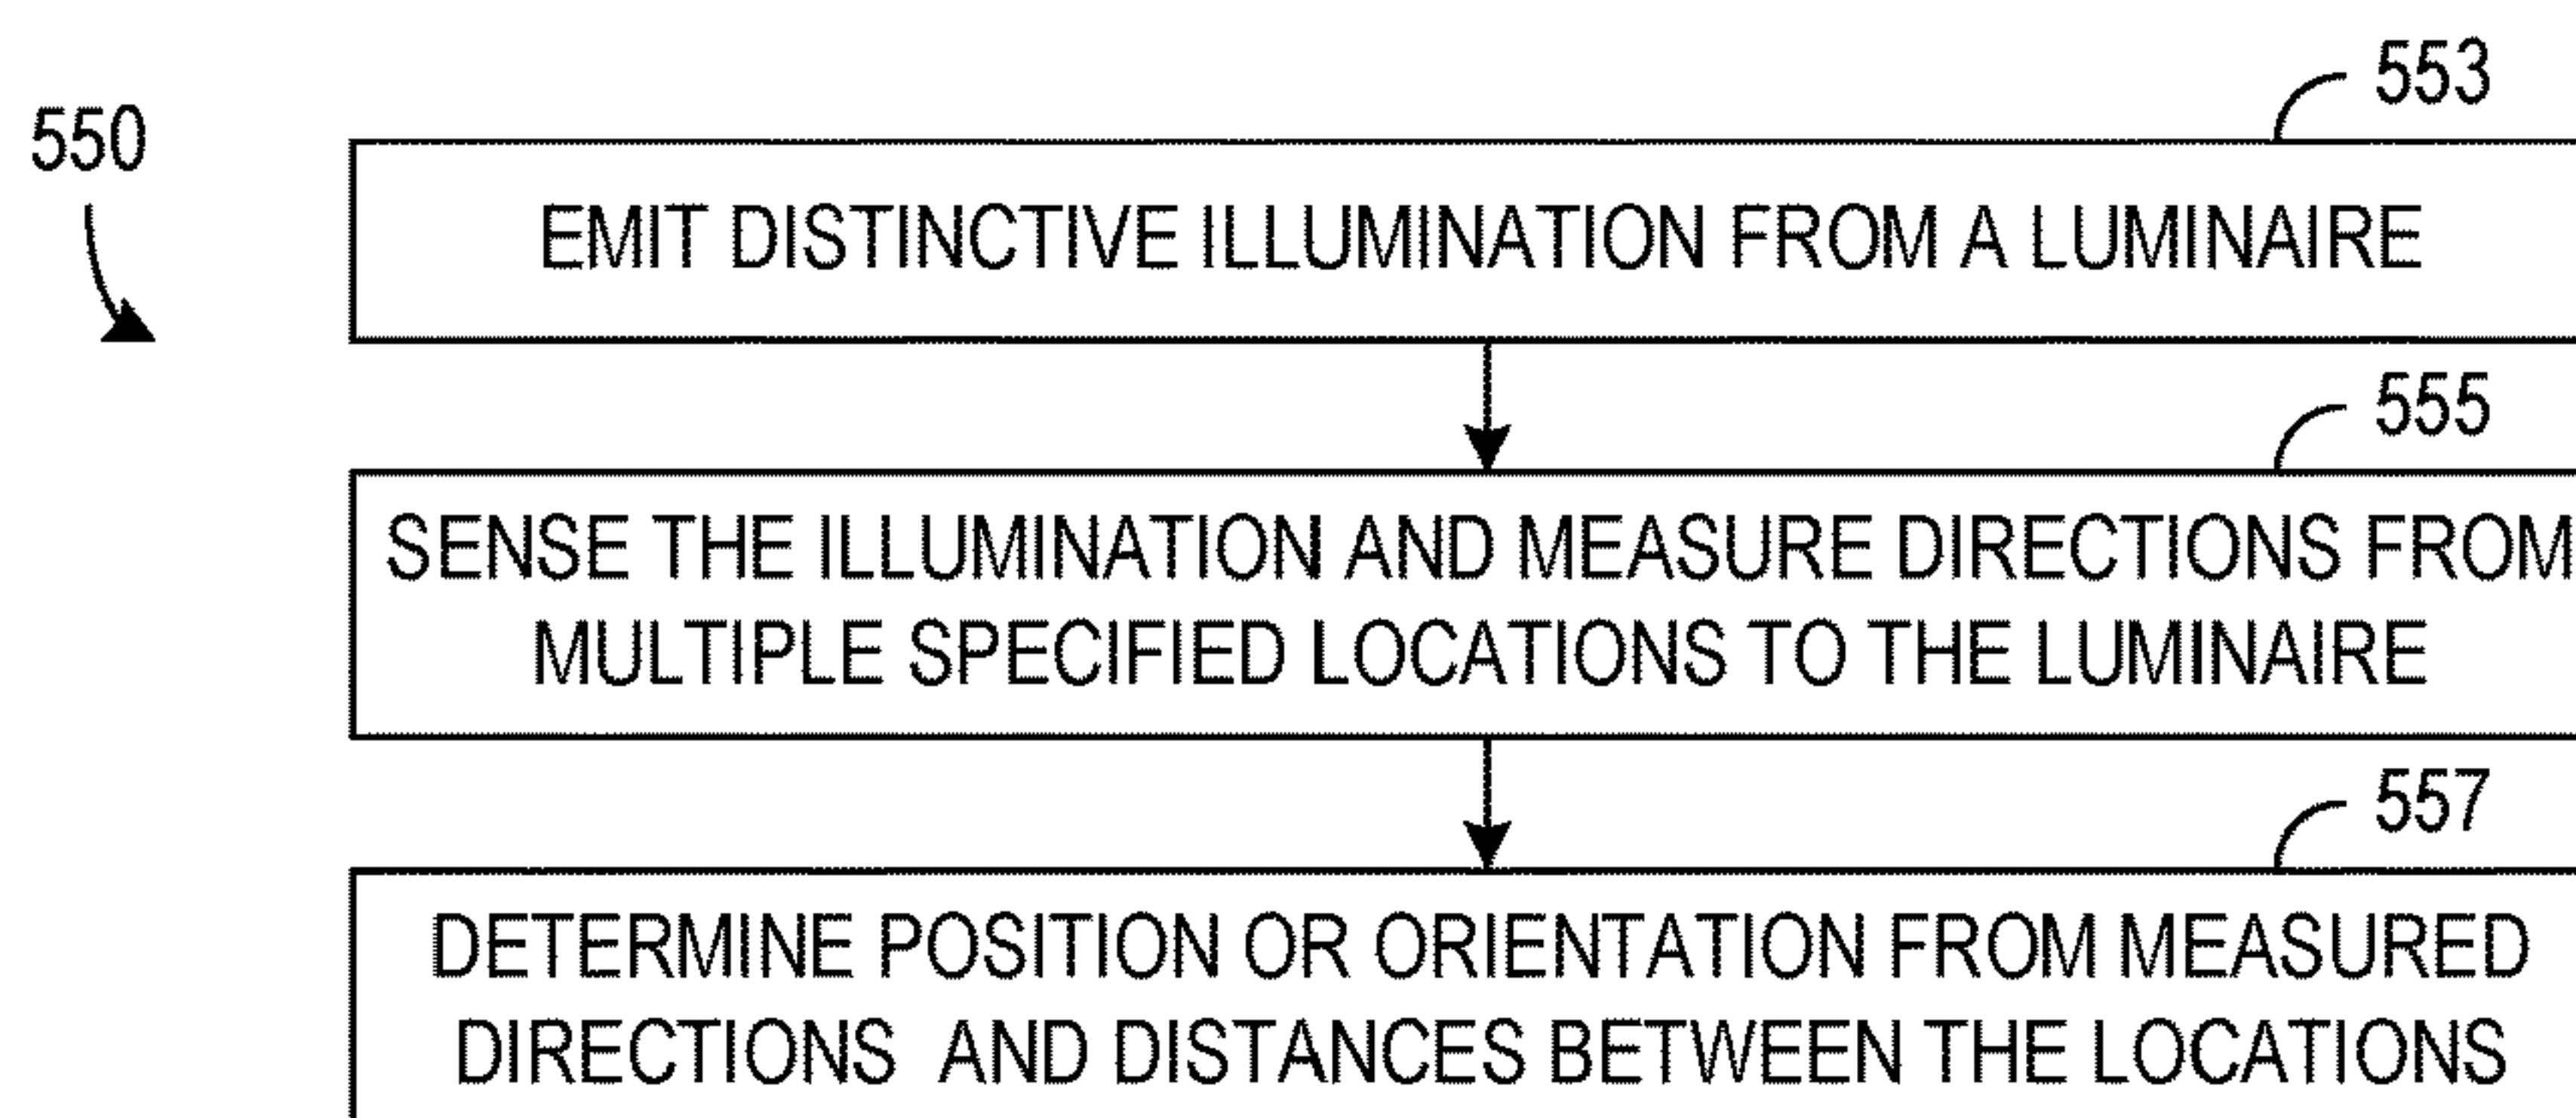 553
550
EMIT DISTINCTIVE ILLUMINATION FROM A LUMINAIRE
555
SENSE THE ILLUMINATION AND MEASURE DIRECTIONS FROM
MULTIPLE SPECIFIED LOCATIONS TO THE LUMINAIRE
557
DETERMINE POSITION OR ORIENTATION FROM MEASURED
DIRECTIONS AND DISTANCES BETWEEN THE LOCATIONS